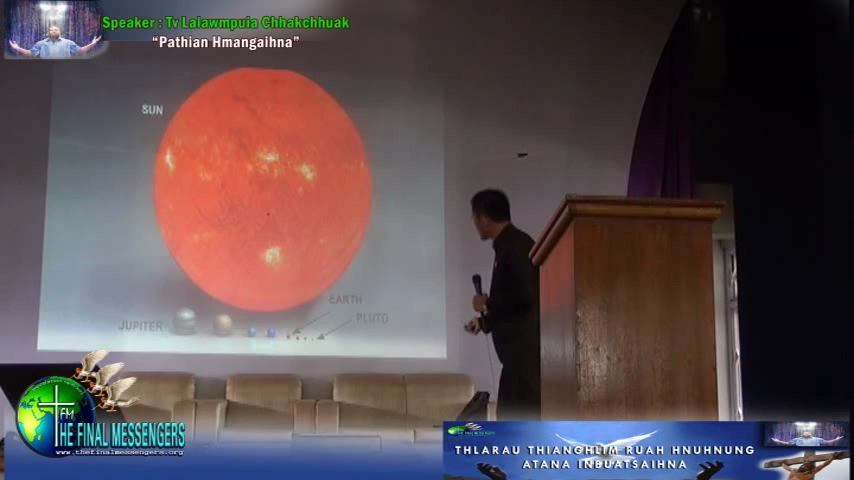 Speaker : Tv Lalawmpuia Chhakchhuak
“Pathian Hmangaihna”
SUN
EARTH
JUPITER
PLUTO
FM
THE FINAL MESSENGERS
www.thefinalmessengers.org
THLARAU THIANGHLIM RUAH HNUHNUNG
ATANA INBUATSAIHNA